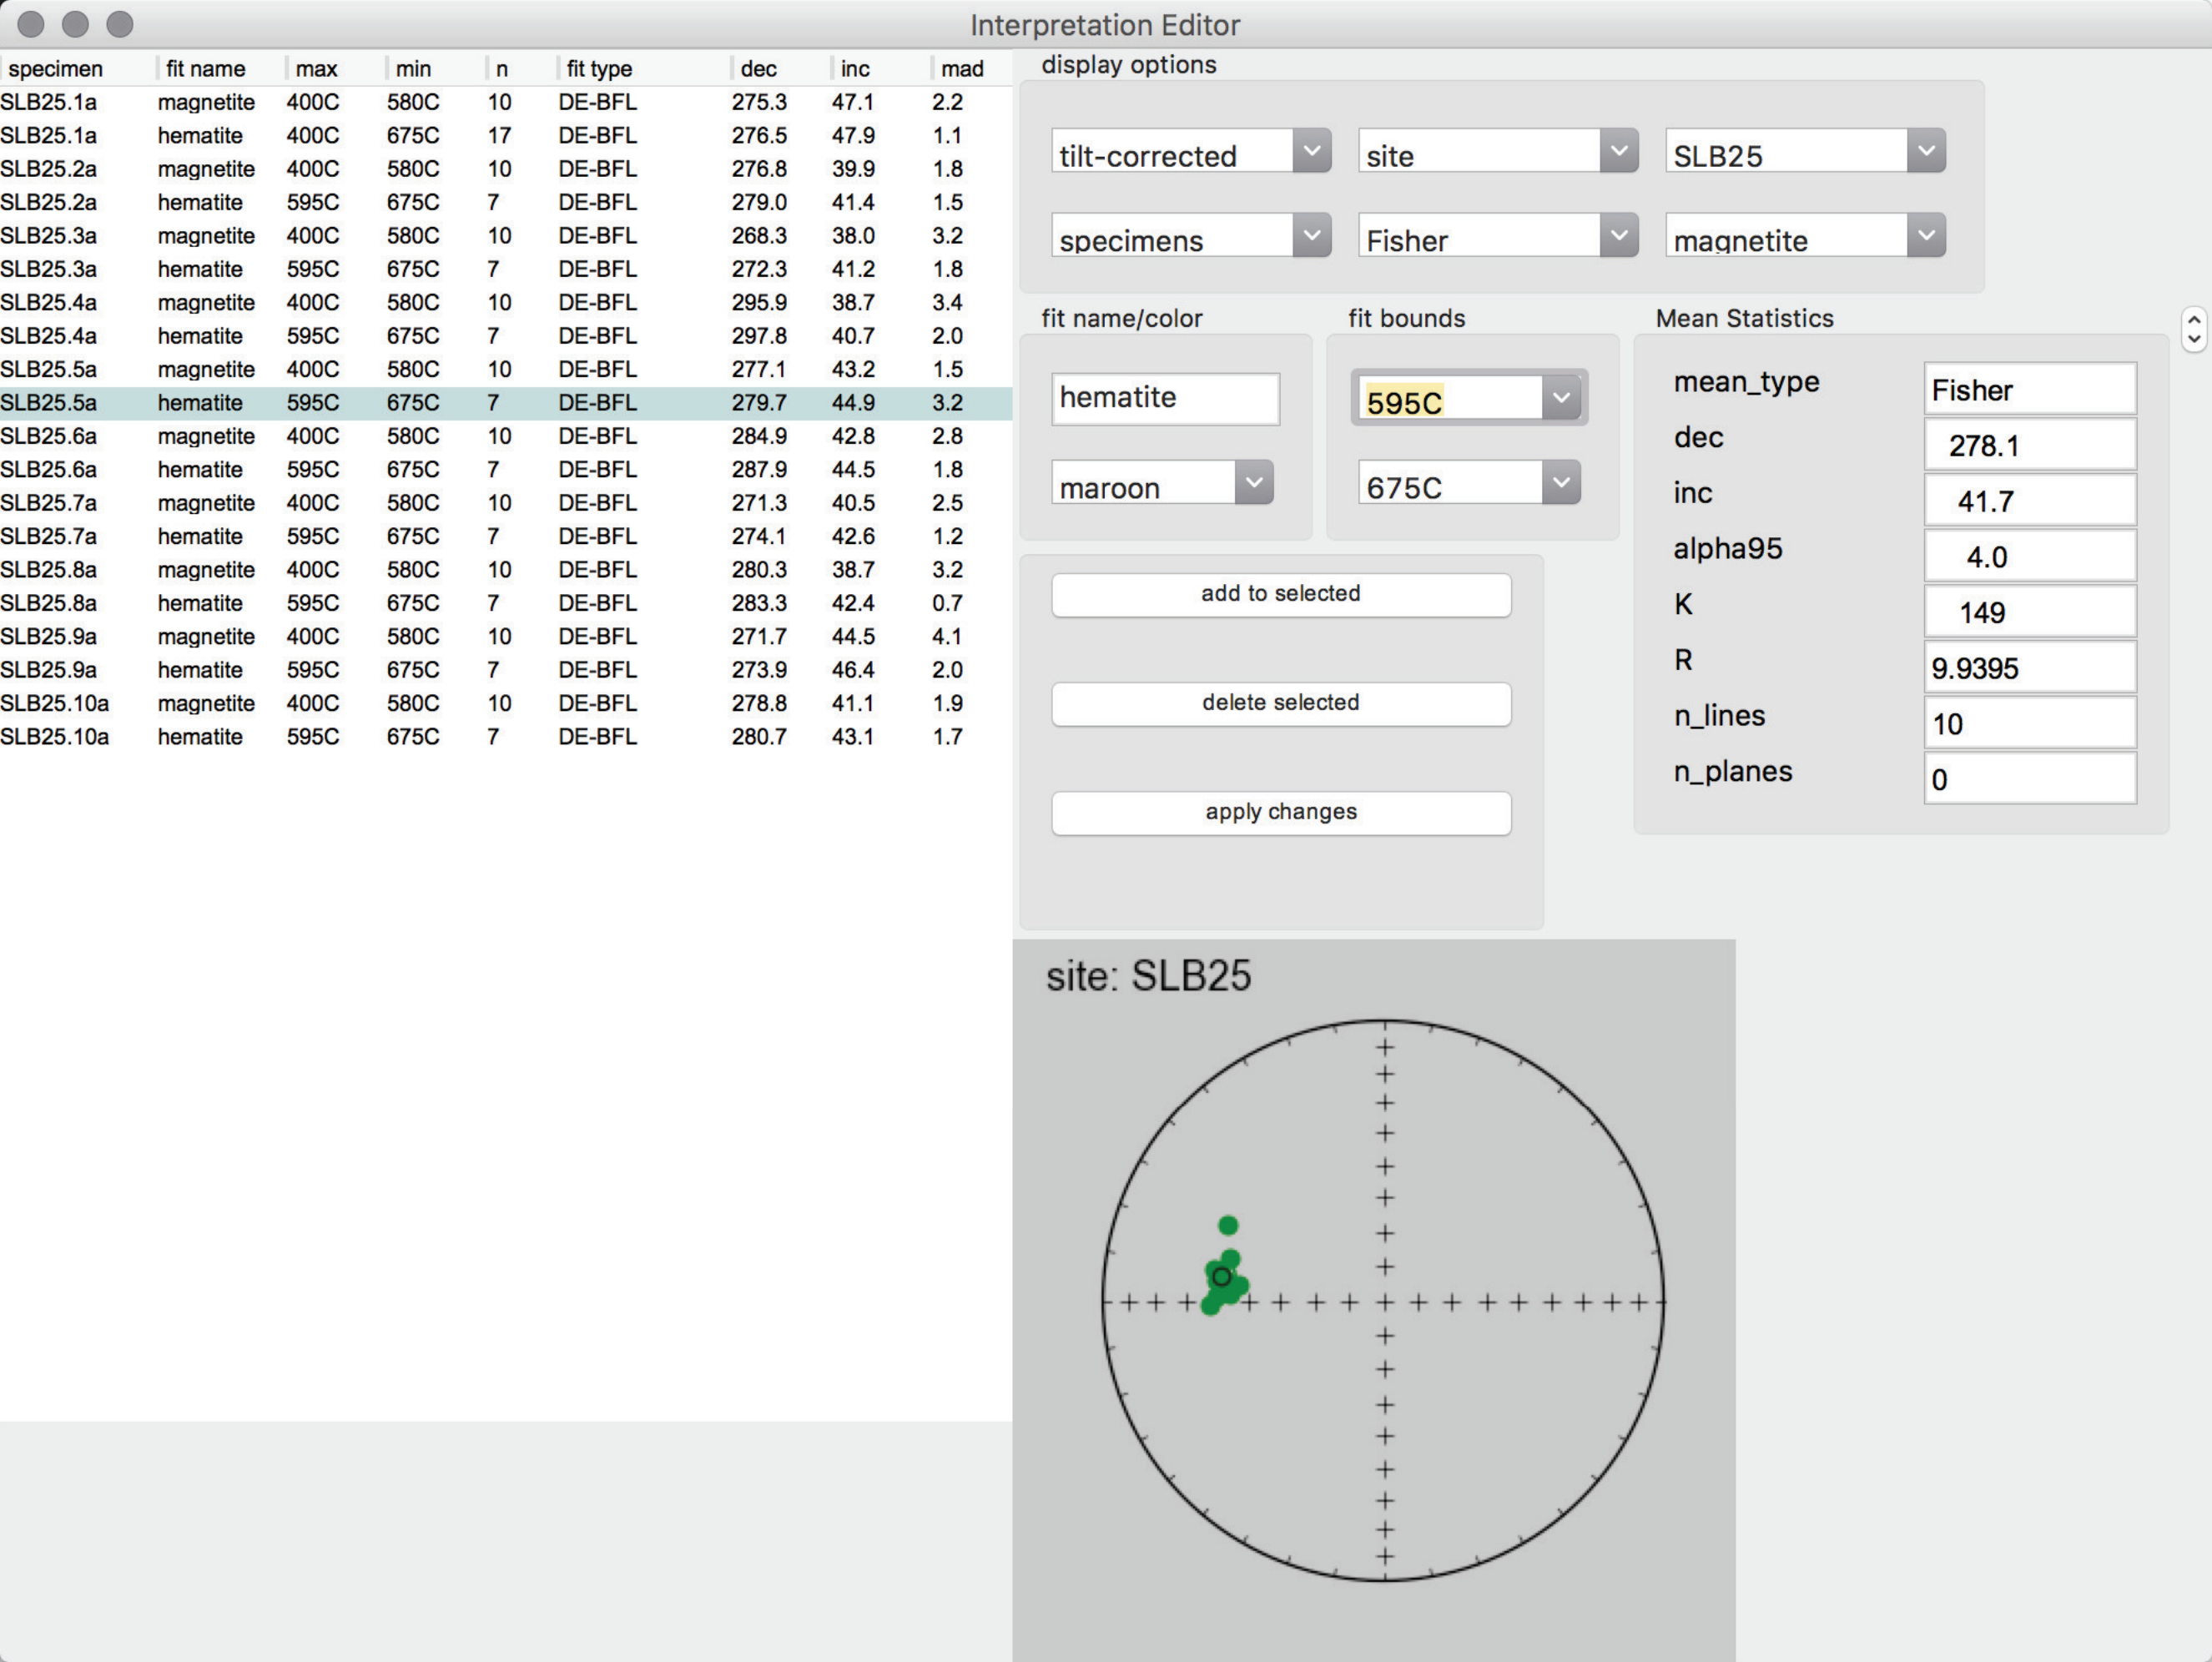 Interpretation Editor
specimen fit name max min n fit type dec inc mad
SLB25.1a magnetite 400C 580C 10 DE-BFL 275.3 47.1 2.2
SLB25.1a hematite 400C 675C 17 DE-BFL 276.5 47.9 1.1
SLB25.2a magnetite 400C 580C 10 DE-BFL 276.8 39.9 1.8
SLB25.2a hematite 595C 675C 7 DE-BFL 279.0 41.4 1.5
SLB25.3a magnetite 400C 580C 10 DE-BFL 268.3 38.0 3.2
SLB25.3a hematite 595C 675C 7 DE-BFL 272.3 41.2 1.8
SLB25.4a magnetite 400C 580C 10 DE-BFL 295.9 38.7 3.4
SLB25.4a hematite 595C 675C 7 DE-BFL 297.8 40.7 2.0
SLB25.5a magnetite 400C 580C 10 DE-BFL 277.1 43.2 1.5
SLB25.5a hematite 595C 675C 7 DE-BFL 279.7 44.9 3.2
SLB25.6a magnetite 400C 580C 10 DE-BFL 284.9 42.8 2.8
SLB25.6a hematite 595C 675C 7 DE-BFL 287.9 44.5 1.8
SLB25.7a magnetite 400C 580C 10 DE-BFL 271.3 40.5 2.5
SLB25.7a hematite 595C 675C 7 DE-BFL 274.1 42.6 1.2
SLB25.8a magnetite 400C 580C 10 DE-BFL 280.3 38.7 3.2
SLB25.8a hematite 595C 675C 7 DE-BFL 283.3 42.4 0.7
SLB25.9a magnetite 400C 580C 10 DE-BFL 271.7 44.5 4.1
SLB25.9a hematite 595C 675C 7 DE-BFL 273.9 46.4 2.0
SLB25.10a magnetite 400C 580C 10 DE-BFL 278.8 41.1 1.9
SLB25.10a hematite 595C 675C 7 DE-BFL 280.7 43.1 1.7
display options
tilt-corrected site SLB25
specimens Fisher magnetite
fit name/color
hematite
maroon
fit bounds
595C
675C
Mean Statistics
mean_type Fisher
dec 278.1
inc 41.7
alpha95 4.0
K 149
R 9.9395
n_lines 10
n_planes 0
add to selected
delete selected
apply changes
site: SLB25